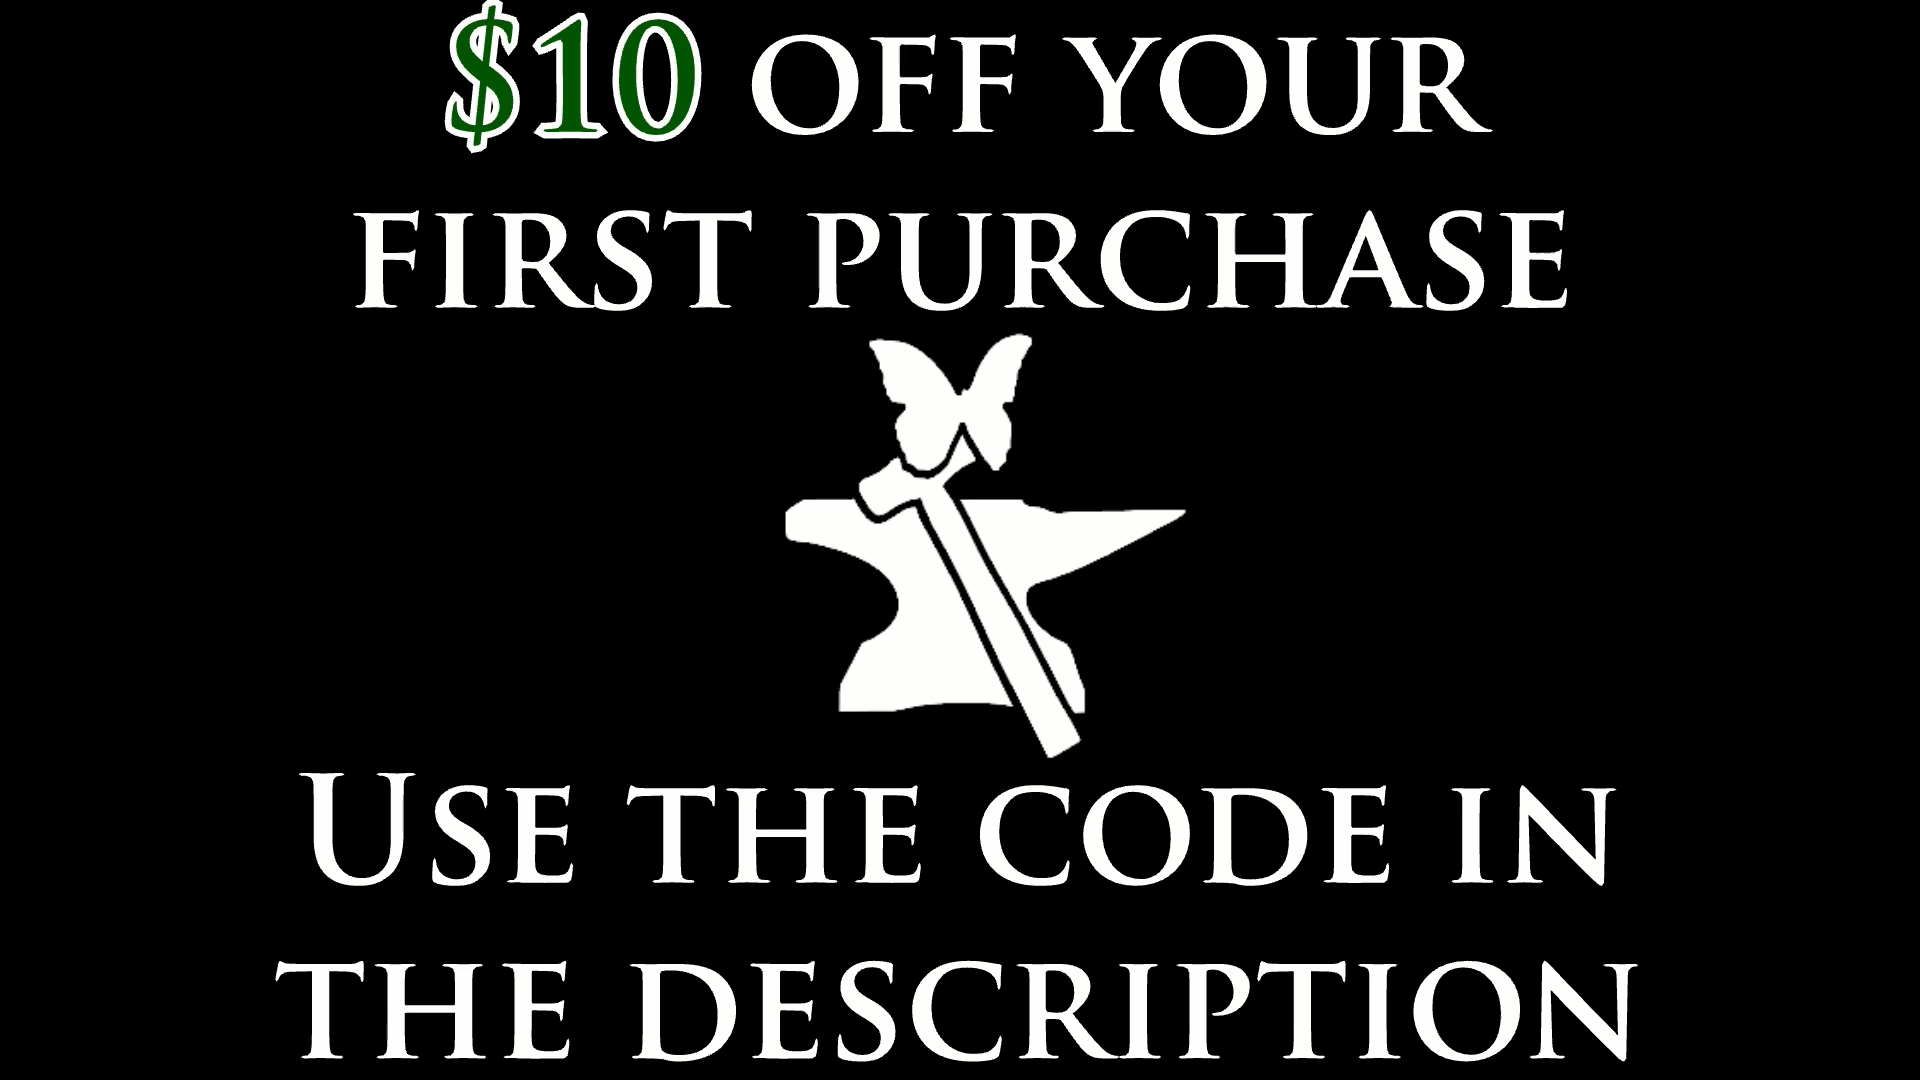 $10 OFF YOUR
FIRST PURCHASE
USE THE CODE IN
THE DESCRIPTION